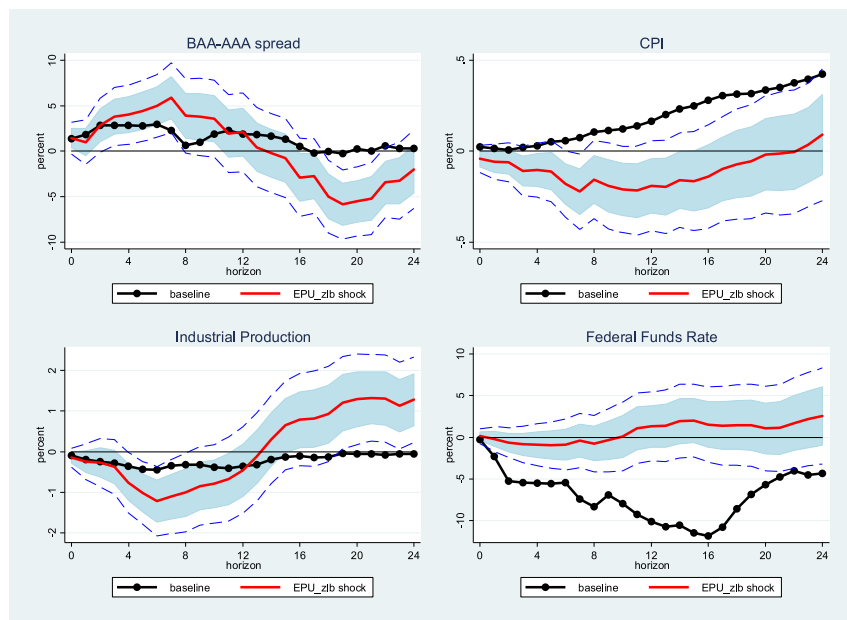 BAA-AAA spread
10
5
0
-5
-10
percent
0 4 8 12 16 20 24
horizon
baseline EPU_zlb shock
CPI
.5
0
-.5
percent
0 4 8 12 16 20 24
horizon
baseline EPU_zlb shock
Industrial Production
2
1
0
-1
-2
percent
0 4 8 12 16 20 24
horizon
baseline EPU_zlb shock
Federal Funds Rate
10
5
0
-5
-10
percent
0 4 8 12 16 20 24
horizon
baseline EPU_zlb shock